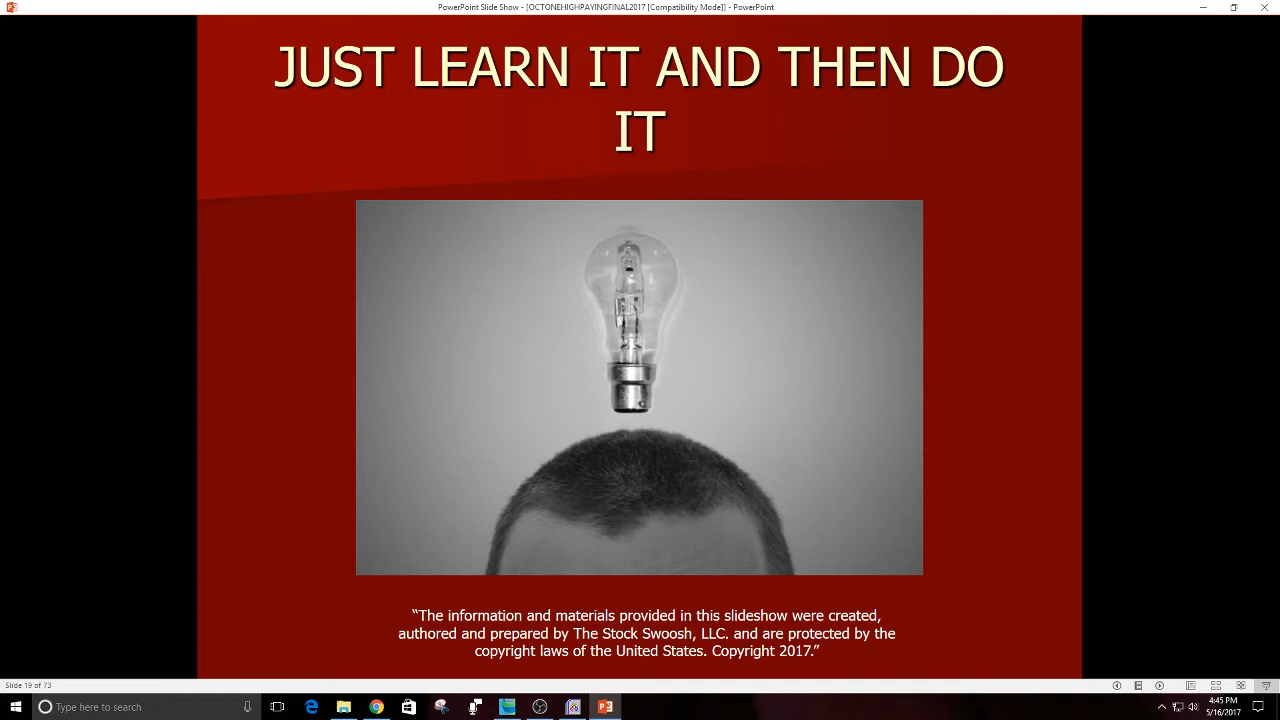 PowerPoint Slide Show - [OCTONEHIGHPAYINGFINAL2017 [Compatibility Mode]] - PowerPoint
JUST LEARN IT AND THEN DO
IT
“The information and materials provided in this slideshow were created,
authored and prepared by The Stock Swoosh, LLC. and are protected by the
copyright laws of the United States. Copyright 2017.”
Slide 19 of 73
Type here to search
4:45 PM
5/16/2017